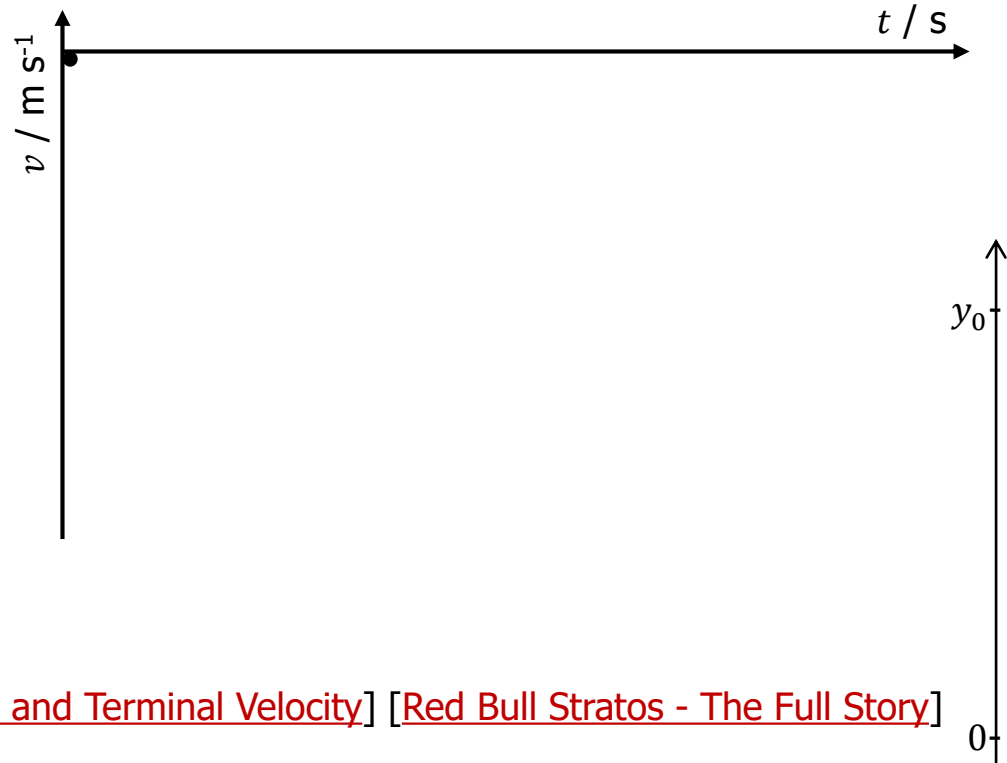 t / s
v / m s⁻¹
y₀
and Terminal Velocity] [Red Bull Stratos - The Full Story]
0